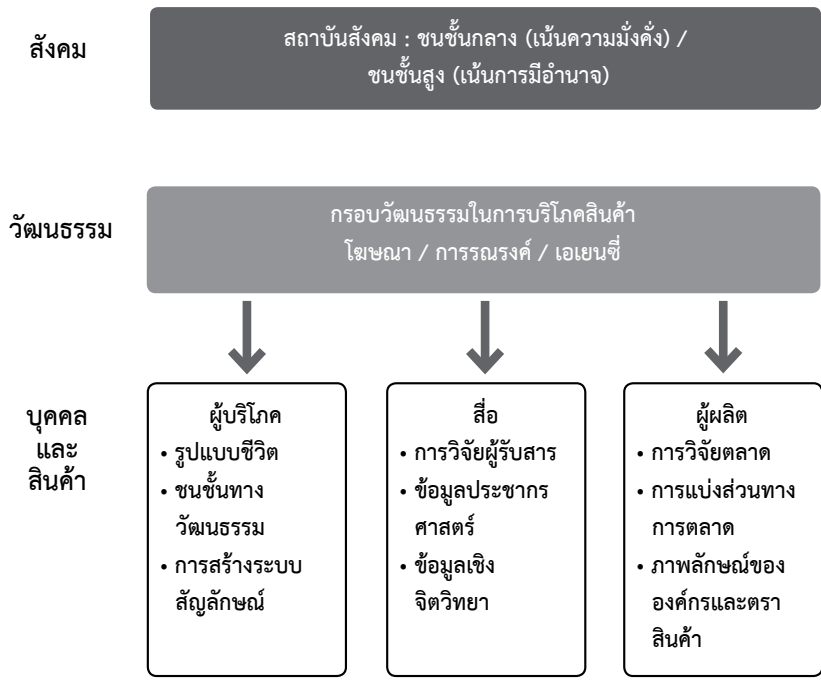 สังคม
สถาบันสังคม : ชนชั้นกลาง (เน้นความมั่งคั่ง) /
ชนชั้นสูง (เน้นการมีอำนาจ)
วัฒนธรรม
กรอบวัฒนธรรมในการบริโภคสินค้า
โฆษณา / การรณรงค์ / เอเยนซี่
บุคคล
และ
สินค้า
ผู้บริโภค
• รูปแบบชีวิต
• ชนชั้นทาง
วัฒนธรรม
• การสร้างระบบ
สัญลักษณ์
สื่อ
• การวิจัยผู้รับสาร
• ข้อมูลประชากร
ศาสตร์
• ข้อมูลเชิง
จิตวิทยา
ผู้ผลิต
• การวิจัยตลาด
• การแบ่งส่วนทาง
การตลาด
• ภาพลักษณ์ของ
องค์กรและตรา
สินค้า